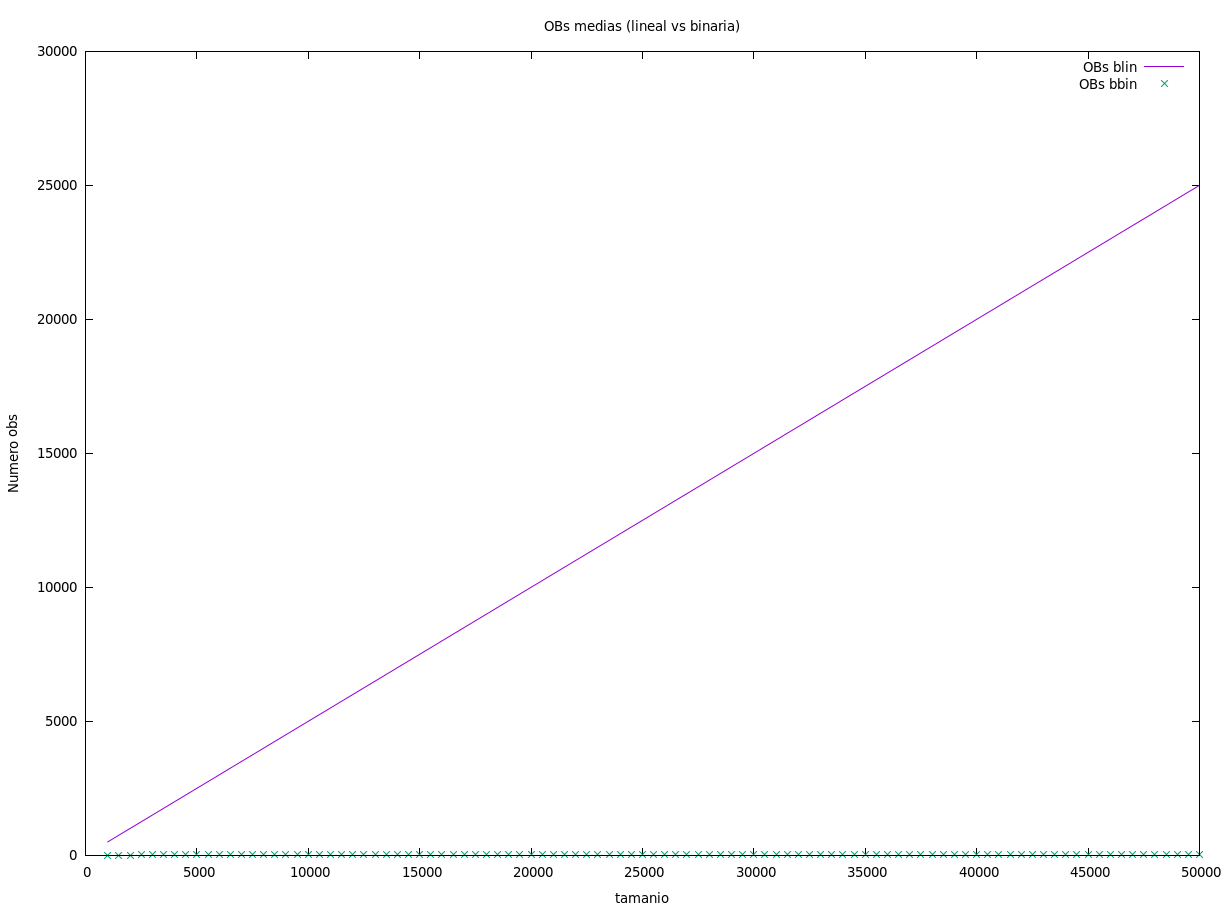 OBs medias (lineal vs binaria)
30000
25000
20000
15000
10000
5000
0
Numero obs
OBs blin
OBs bbin
0 5000 10000 15000 20000 25000 30000 35000 40000 45000 50000
tamanio